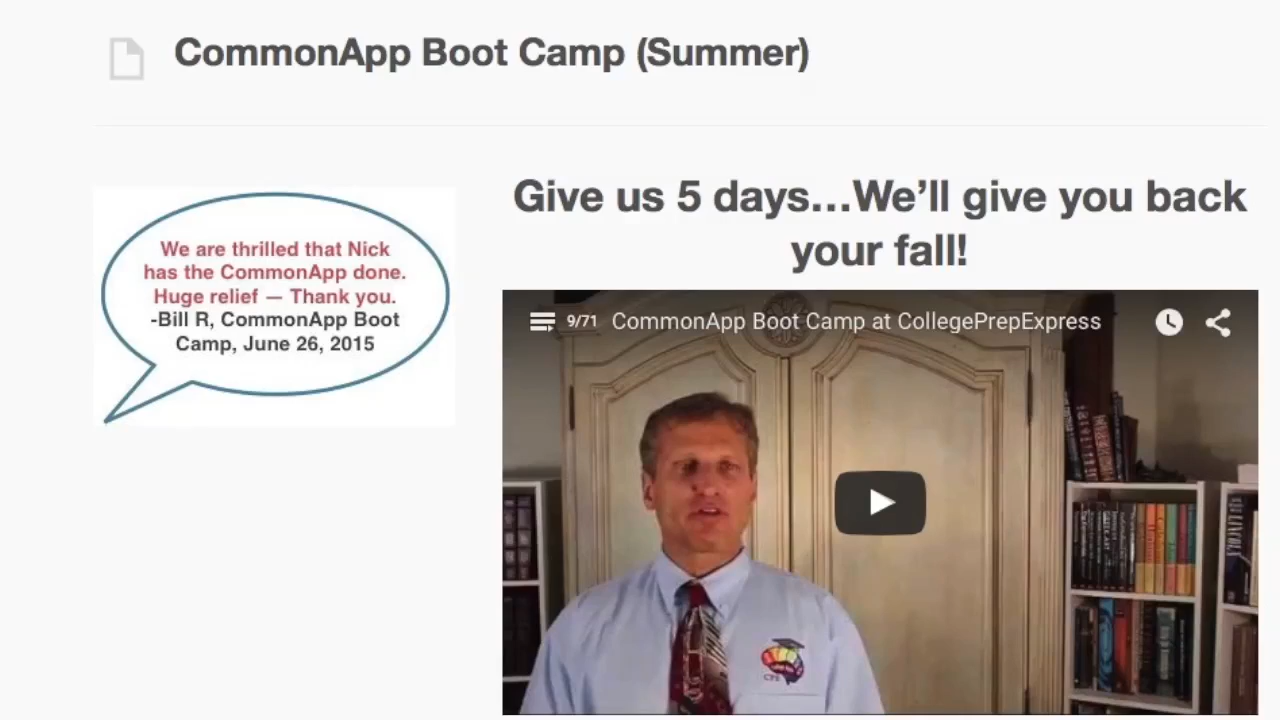 CommonApp Boot Camp (Summer)
Give us 5 days...We'll give you back
your fall!
We are thrilled that Nick
has the CommonApp done.
Huge relief — Thank you.
-Bill R, CommonApp Boot
Camp, June 26, 2015
9/71 CommonApp Boot Camp at CollegePrepExpress
CPE
LINCOLN